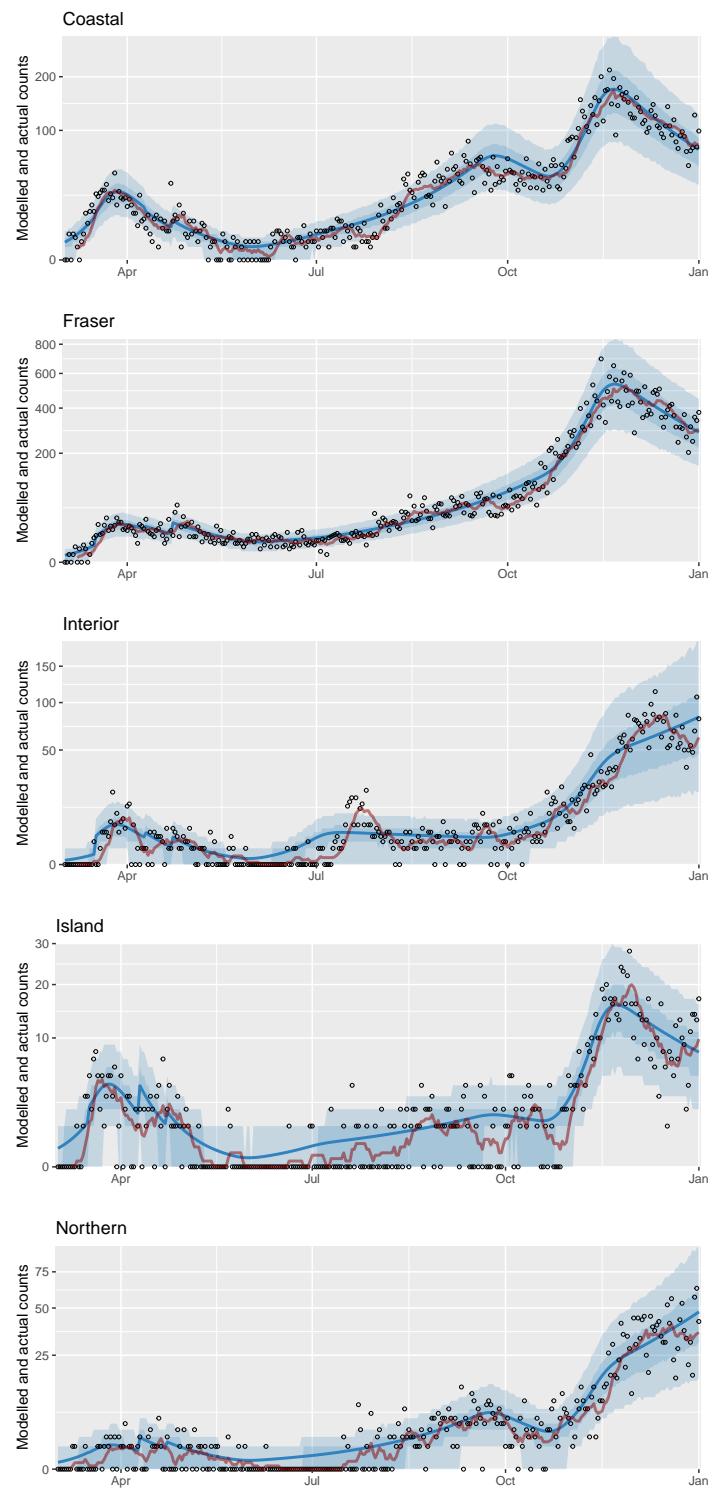 Coastal
Modelled and actual counts
200
100
0
Apr
Jul
Oct
Jan
Fraser
Modelled and actual counts
800
600
400
200
0
Apr
Jul
Oct
Jan
Interior
Modelled and actual counts
150
100
50
0
Apr
Jul
Oct
Jan
Island
Modelled and actual counts
30
20
10
0
Apr
Jul
Oct
Jan
Northern
Modelled and actual counts
75
50
25
0
Apr
Jul
Oct
Jan